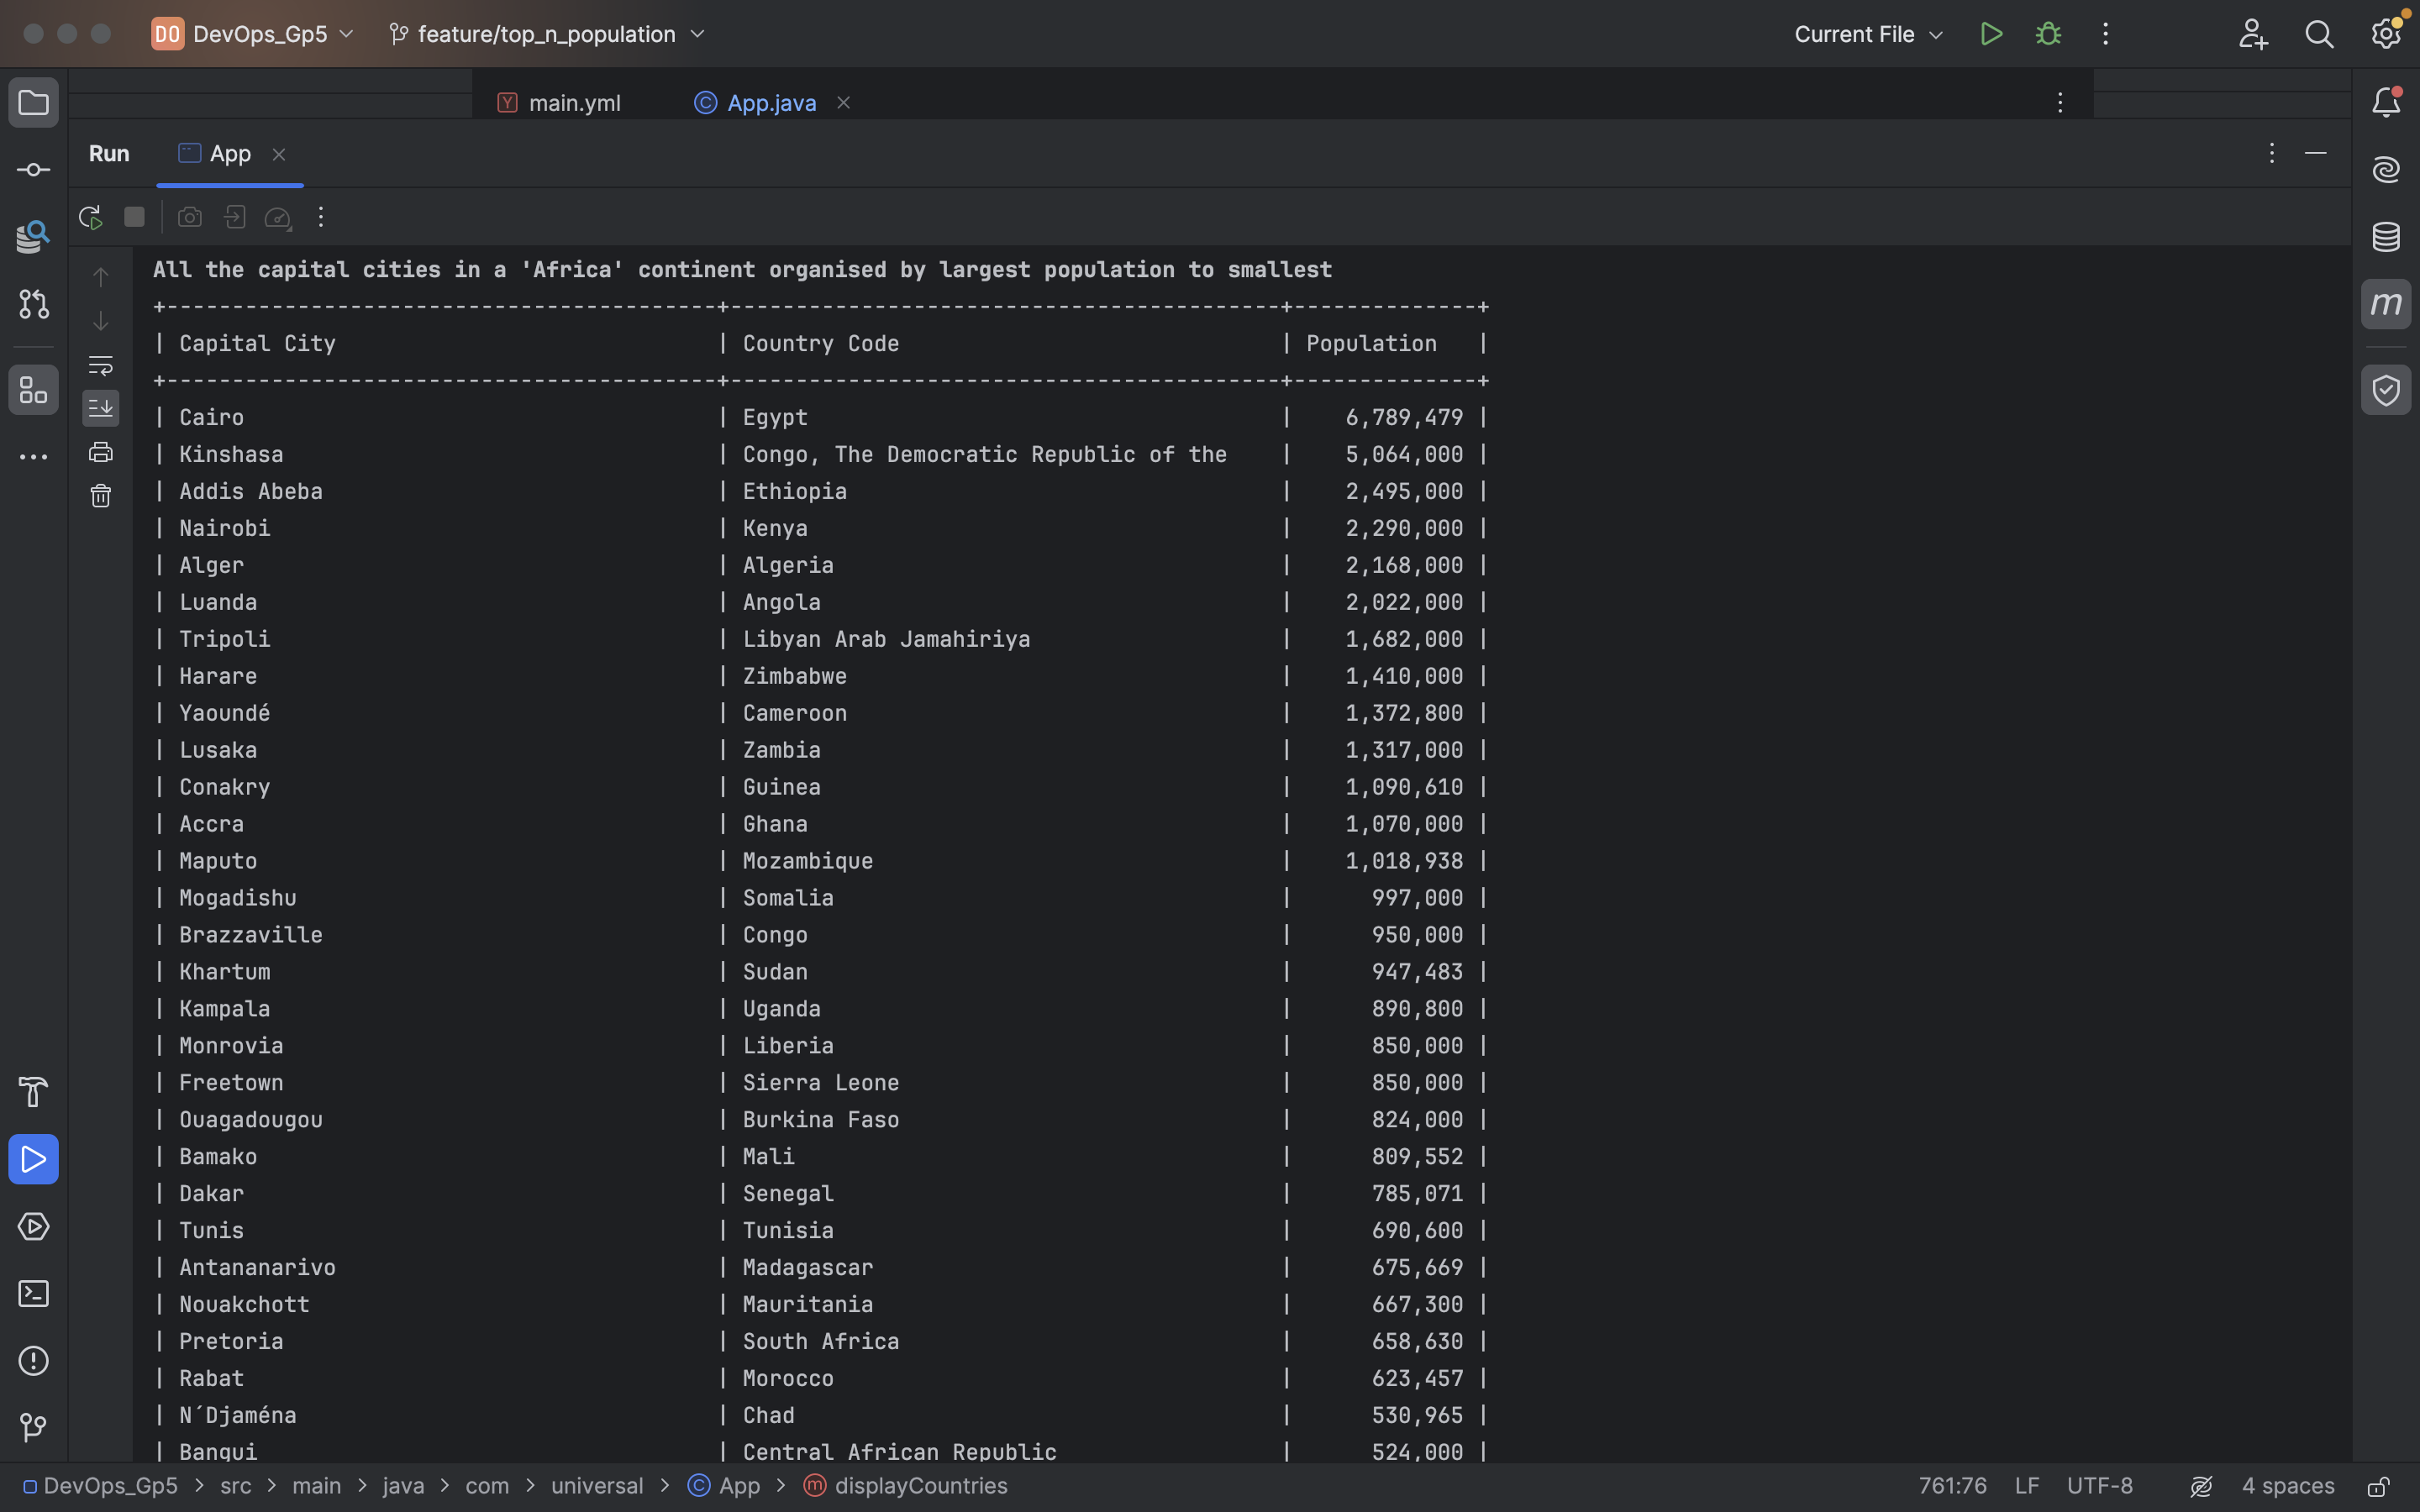 DO DevOps_Gp5 feature/top_n_population Current File
main.yml App.java
Run App
All the capital cities in a 'Africa' continent organised by largest population to smallest
+------------------------------------------+------------------------------------------+--------------+
| Capital City | Country Code | Population |
+------------------------------------------+------------------------------------------+--------------+
| Cairo | Egypt | 6,789,479 |
| Kinshasa | Congo, The Democratic Republic of the | 5,064,000 |
| Addis Abeba | Ethiopia | 2,495,000 |
| Nairobi | Kenya | 2,290,000 |
| Alger | Algeria | 2,168,000 |
| Luanda | Angola | 2,022,000 |
| Tripoli | Libyan Arab Jamahiriya | 1,682,000 |
| Harare | Zimbabwe | 1,410,000 |
| Yaoundé | Cameroon | 1,372,800 |
| Lusaka | Zambia | 1,317,000 |
| Conakry | Guinea | 1,090,610 |
| Accra | Ghana | 1,070,000 |
| Maputo | Mozambique | 1,018,938 |
| Mogadishu | Somalia | 997,000 |
| Brazzaville | Congo | 950,000 |
| Khartum | Sudan | 947,483 |
| Kampala | Uganda | 890,800 |
| Monrovia | Liberia | 850,000 |
| Freetown | Sierra Leone | 850,000 |
| Ouagadougou | Burkina Faso | 824,000 |
| Bamako | Mali | 809,552 |
| Dakar | Senegal | 785,071 |
| Tunis | Tunisia | 690,600 |
| Antananarivo | Madagascar | 675,669 |
| Nouakchott | Mauritania | 667,300 |
| Pretoria | South Africa | 658,630 |
| Rabat | Morocco | 623,457 |
| N´Djaména | Chad | 530,965 |
| Bangui | Central African Republic | 524,000 |
DevOps_Gp5 > src > main > java > com > universal > App > displayCountries 761:76 LF UTF-8 4 spaces